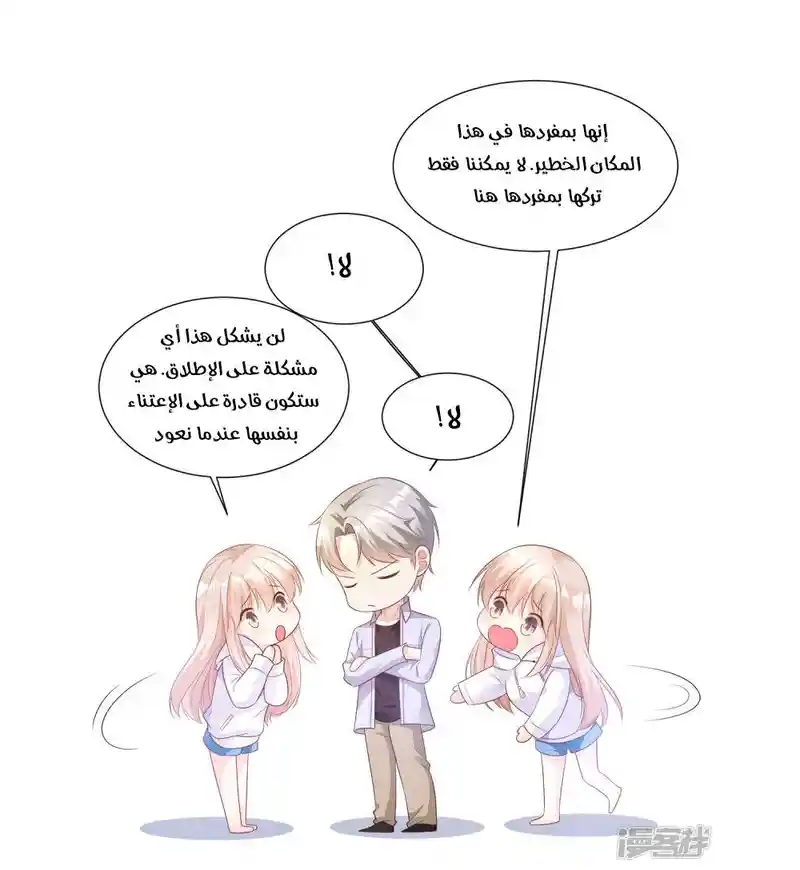 إنها بمفردها في هذا
المكان الخطير. لا يمكننا فقط
تركها بمفردها هنا
لا!
لن يشكل هذا أي
مشكلة على الإطلاق. هي
ستكون قادرة على الإعتناء
بنفسها عندما نعود
لا!
漫客栈